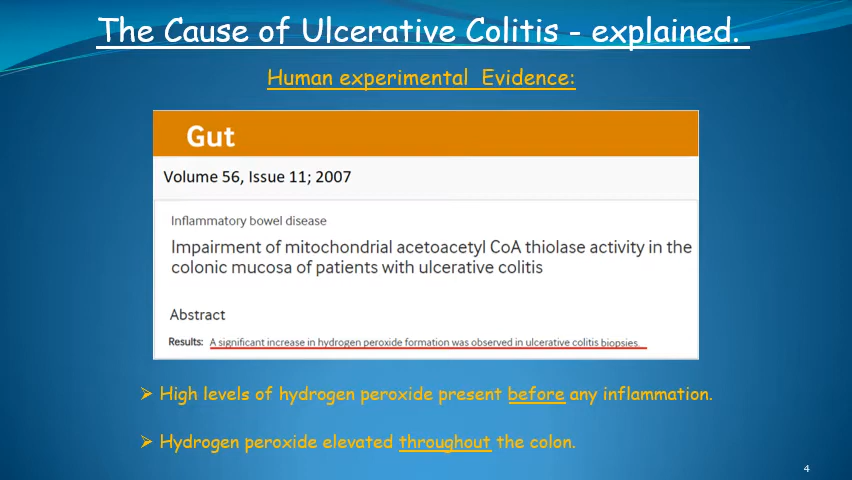 The Cause of Ulcerative Colitis - explained.
Human experimental Evidence:
Gut
Volume 56, Issue 11; 2007
Inflammatory bowel disease
Impairment of mitochondrial acetoacetyl CoA thiolase activity in the
colonic mucosa of patients with ulcerative colitis
Abstract
Results: A significant increase in hydrogen peroxide formation was observed in ulcerative colitis biopsies.
➢ High levels of hydrogen peroxide present before any inflammation.
➢ Hydrogen peroxide elevated throughout the colon.
4